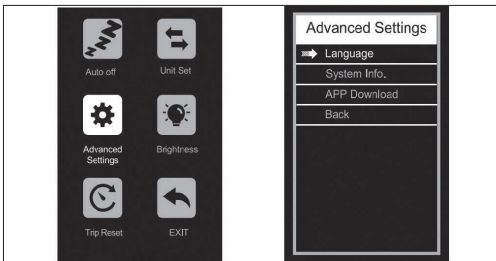 Auto off
Unit Set
Advanced
Settings
Brightness
Trip Reset
EXIT
Advanced Settings
Language
System Info.
APP Download
Back